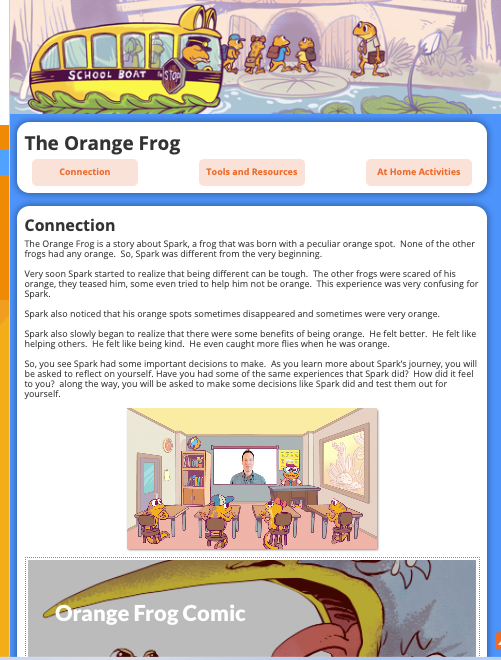 SCHOOL BOAT
STOP
The Orange Frog
Connection
Tools and Resources
At Home Activities
Connection
The Orange Frog is a story about Spark, a frog that was born with a peculiar orange spot.  None of the other
frogs had any orange.  So, Spark was different from the very beginning.
Very soon Spark started to realize that being different can be tough.  The other frogs were scared of his
orange, they teased him, some even tried to help him not be orange.  This experience was very confusing for
Spark.
Spark also noticed that his orange spots sometimes disappeared and sometimes were very orange.
Spark also slowly began to realize that there were some benefits of being orange.  He felt better.  He felt like
helping others.  He felt like being kind.  He even caught more flies when he was orange.
So, you see Spark had some important decisions to make.  As you learn more about Spark's journey, you will
be asked to reflect on yourself. Have you had some of the same experiences that Spark did?  How did it feel
to you?  along the way, you will be asked to make some decisions like Spark did and test them out for
yourself.
Orange Frog Comic